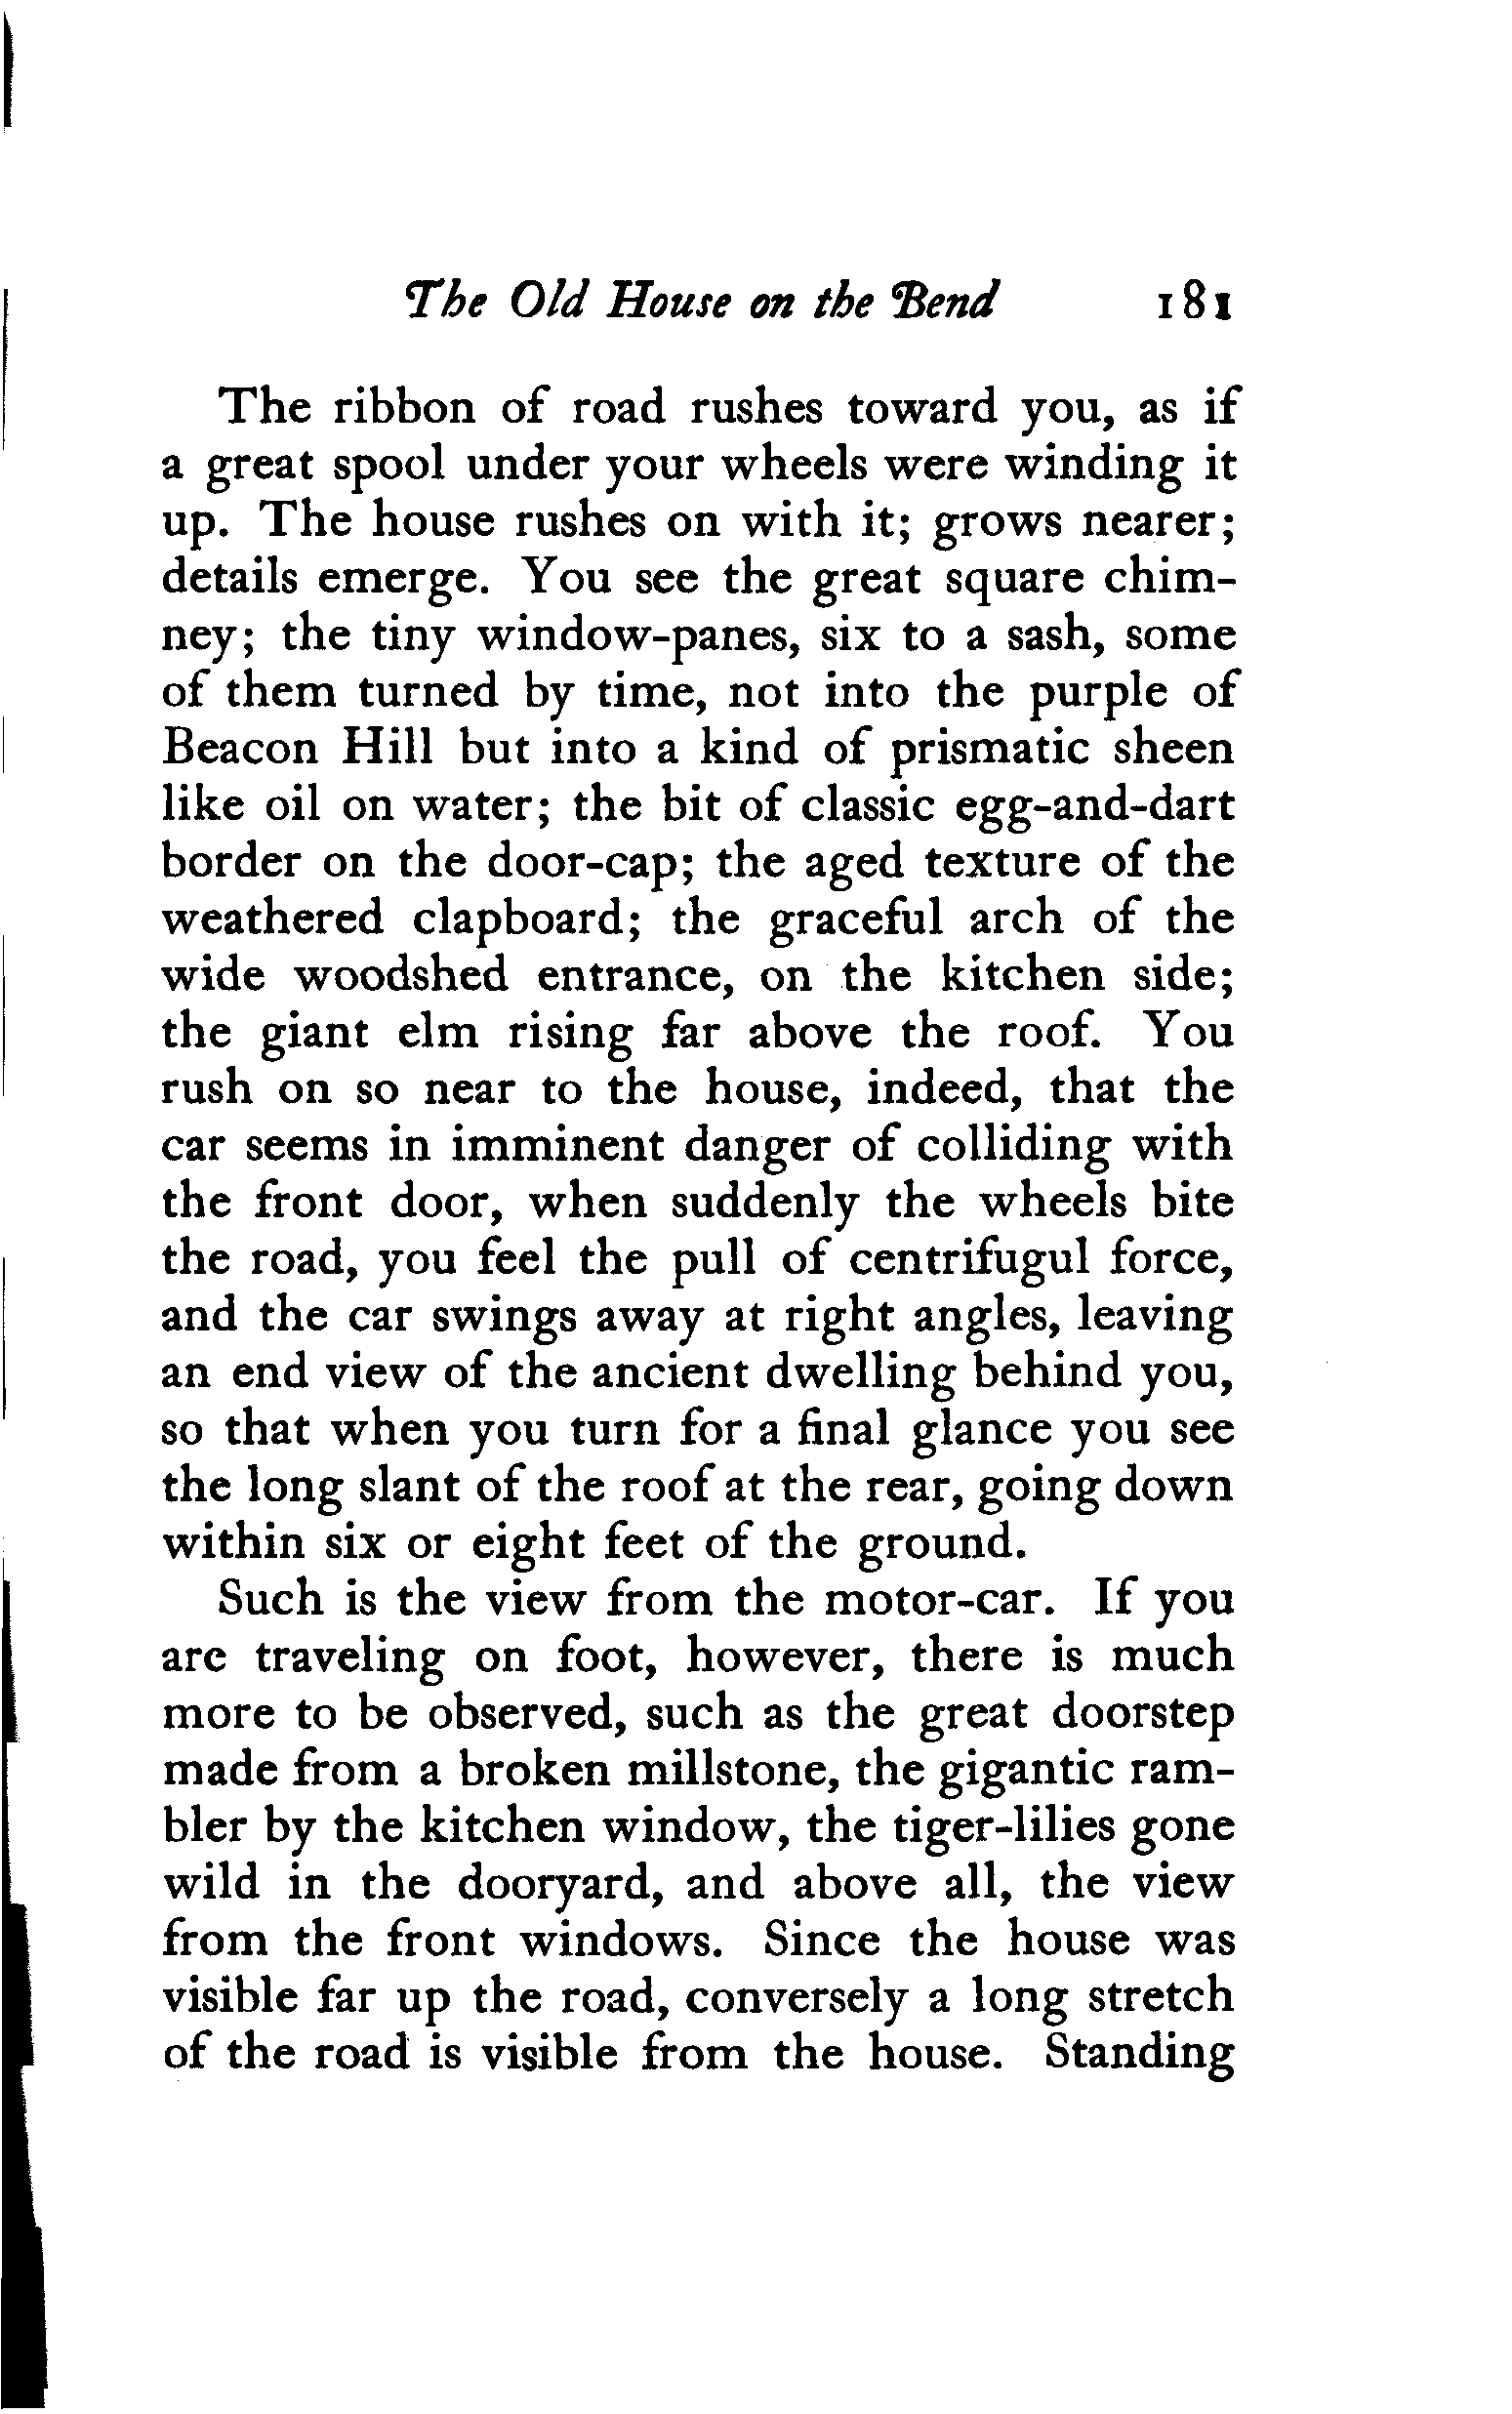 The Old House on the Bend 181
The ribbon of road rushes toward you, as if
a great spool under your wheels were winding it
up. The house rushes on with it; grows nearer;
details emerge. You see the great square chim-
ney; the tiny window-panes, six to a sash, some
of them turned by time, not into the purple of
Beacon Hill but into a kind of prismatic sheen
like oil on water; the bit of classic egg-and-dart
border on the door-cap; the aged texture of the
weathered clapboard; the graceful arch of the
wide woodshed entrance, on the kitchen side;
the giant elm rising far above the roof. You
rush on so near to the house, indeed, that the
car seems in imminent danger of colliding with
the front door, when suddenly the wheels bite
the road, you feel the pull of centrifugul force,
and the car swings away at right angles, leaving
an end view of the ancient dwelling behind you,
so that when you turn for a final glance you see
the long slant of the roof at the rear, going down
within six or eight feet of the ground.
Such is the view from the motor-car. If you
are traveling on foot, however, there is much
more to be observed, such as the great doorstep
made from a broken millstone, the gigantic ram-
bler by the kitchen window, the tiger-lilies gone
wild in the dooryard, and above all, the view
from the front windows. Since the house was
visible far up the road, conversely a long stretch
of the road is visible from the house. Standing